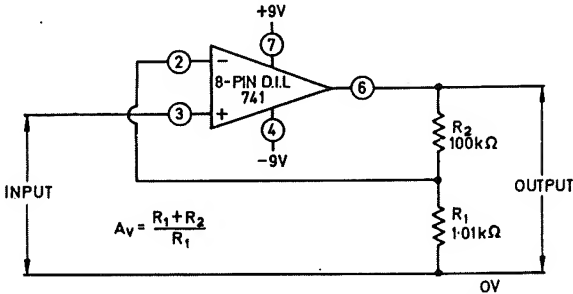 +9V
7
2
−
8-PIN D.I.L
741
6
3
+
4
-9V
R2
100kΩ
INPUT
OUTPUT
AV = R1+R2
R1
R1
1·01kΩ
0V